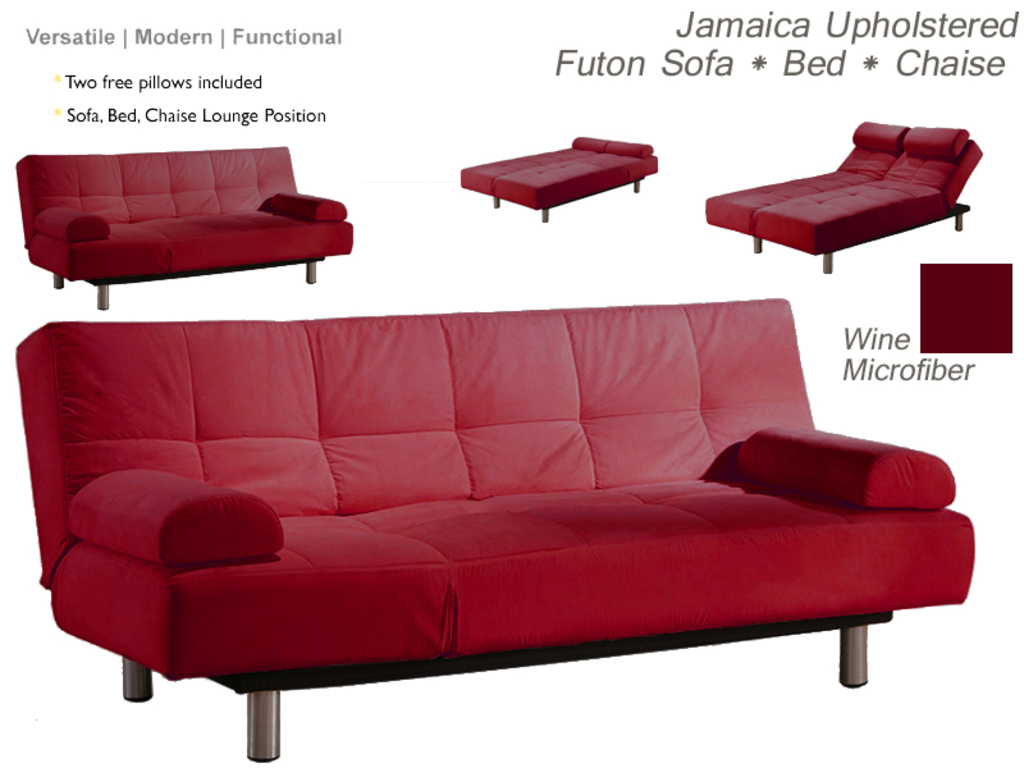 Versatile | Modern | Functional
* Two free pillows included
* Sofa, Bed, Chaise Lounge Position
Jamaica Upholstered
Futon Sofa * Bed * Chaise
Wine
Microfiber